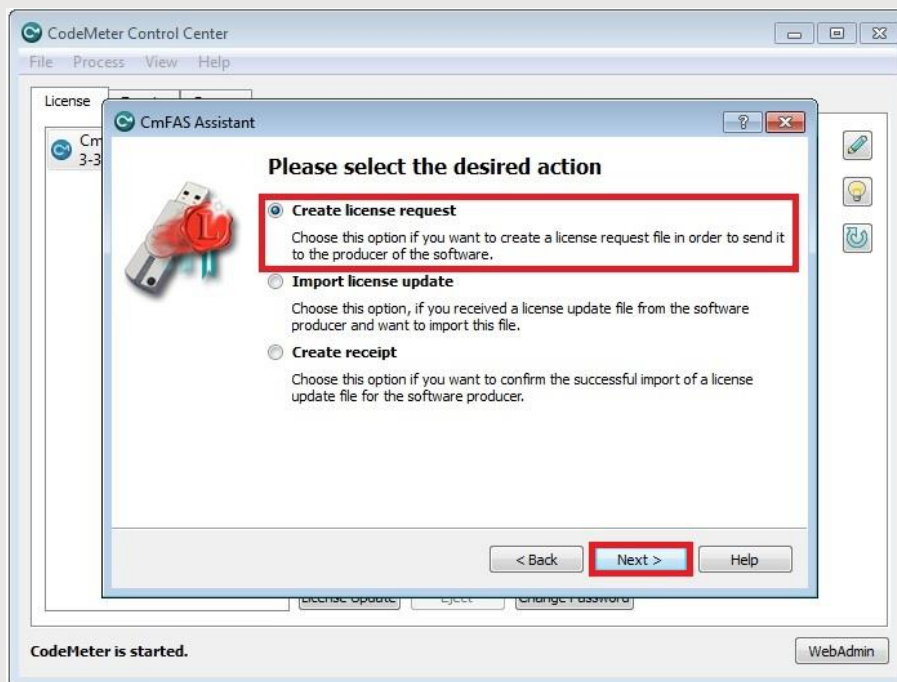 CodeMeter Control Center
File Process View Help
License
Cm
3-3
CmFAS Assistant
Please select the desired action
Create license request
Choose this option if you want to create a license request file in order to send it
to the producer of the software.
Import license update
Choose this option, if you received a license update file from the software
producer and want to import this file.
Create receipt
Choose this option if you want to confirm the successful import of a license
update file for the software producer.
< Back Next > Help
License Update Eject Change Password
CodeMeter is started.
WebAdmin